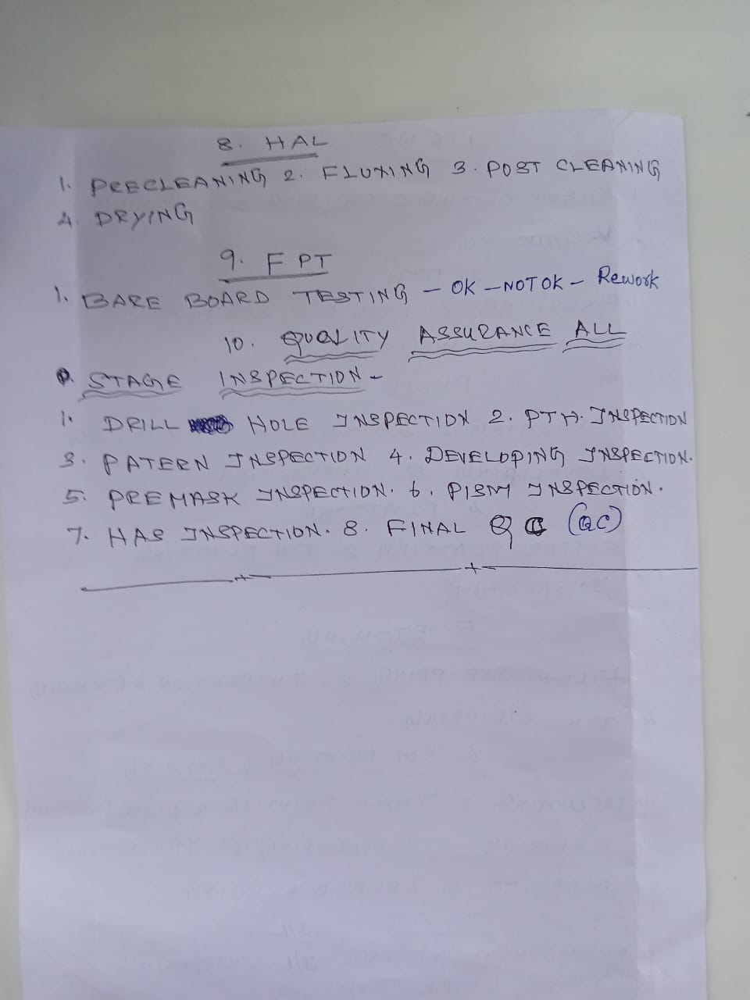 8. HAL
1. PRECLEANING 2. FLUXING 3. POST CLEANING
4. DRYING
9. FPT
1. BARE BOARD TESTING - OK - NOT OK - Rework
10. QUALITY ASSURANCE ALL
STAGE INSPECTION -
1. DRILL HOLE INSPECTION 2. PTH. INSPECTION
3. PATERN INSPECTION 4. DEVELOPING INSPECTION.
5. PREMASK INSPECTION. 6. PISM INSPECTION.
7. HAS INSPECTION. 8. FINAL Q C (QC)